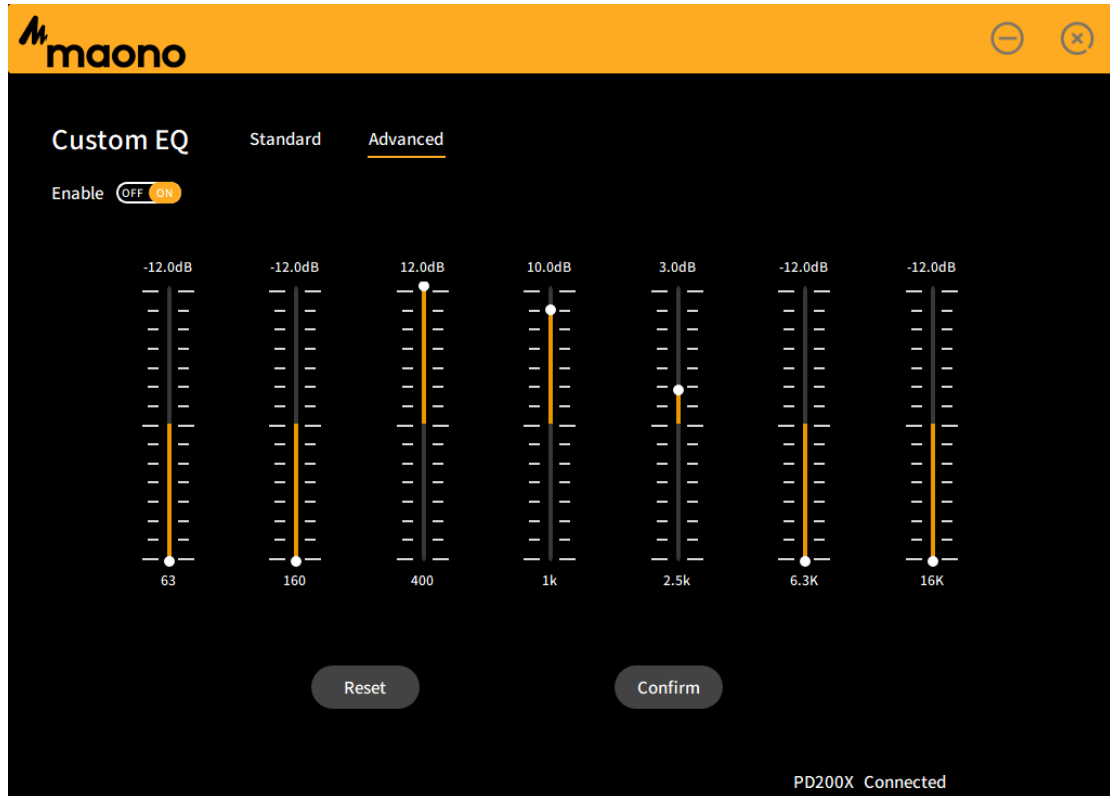 maono
Custom EQ Standard Advanced
Enable OFF ON
-12.0dB -12.0dB 12.0dB 10.0dB 3.0dB -12.0dB -12.0dB
63 160 400 1k 2.5k 6.3K 16K
Reset Confirm
PD200X Connected